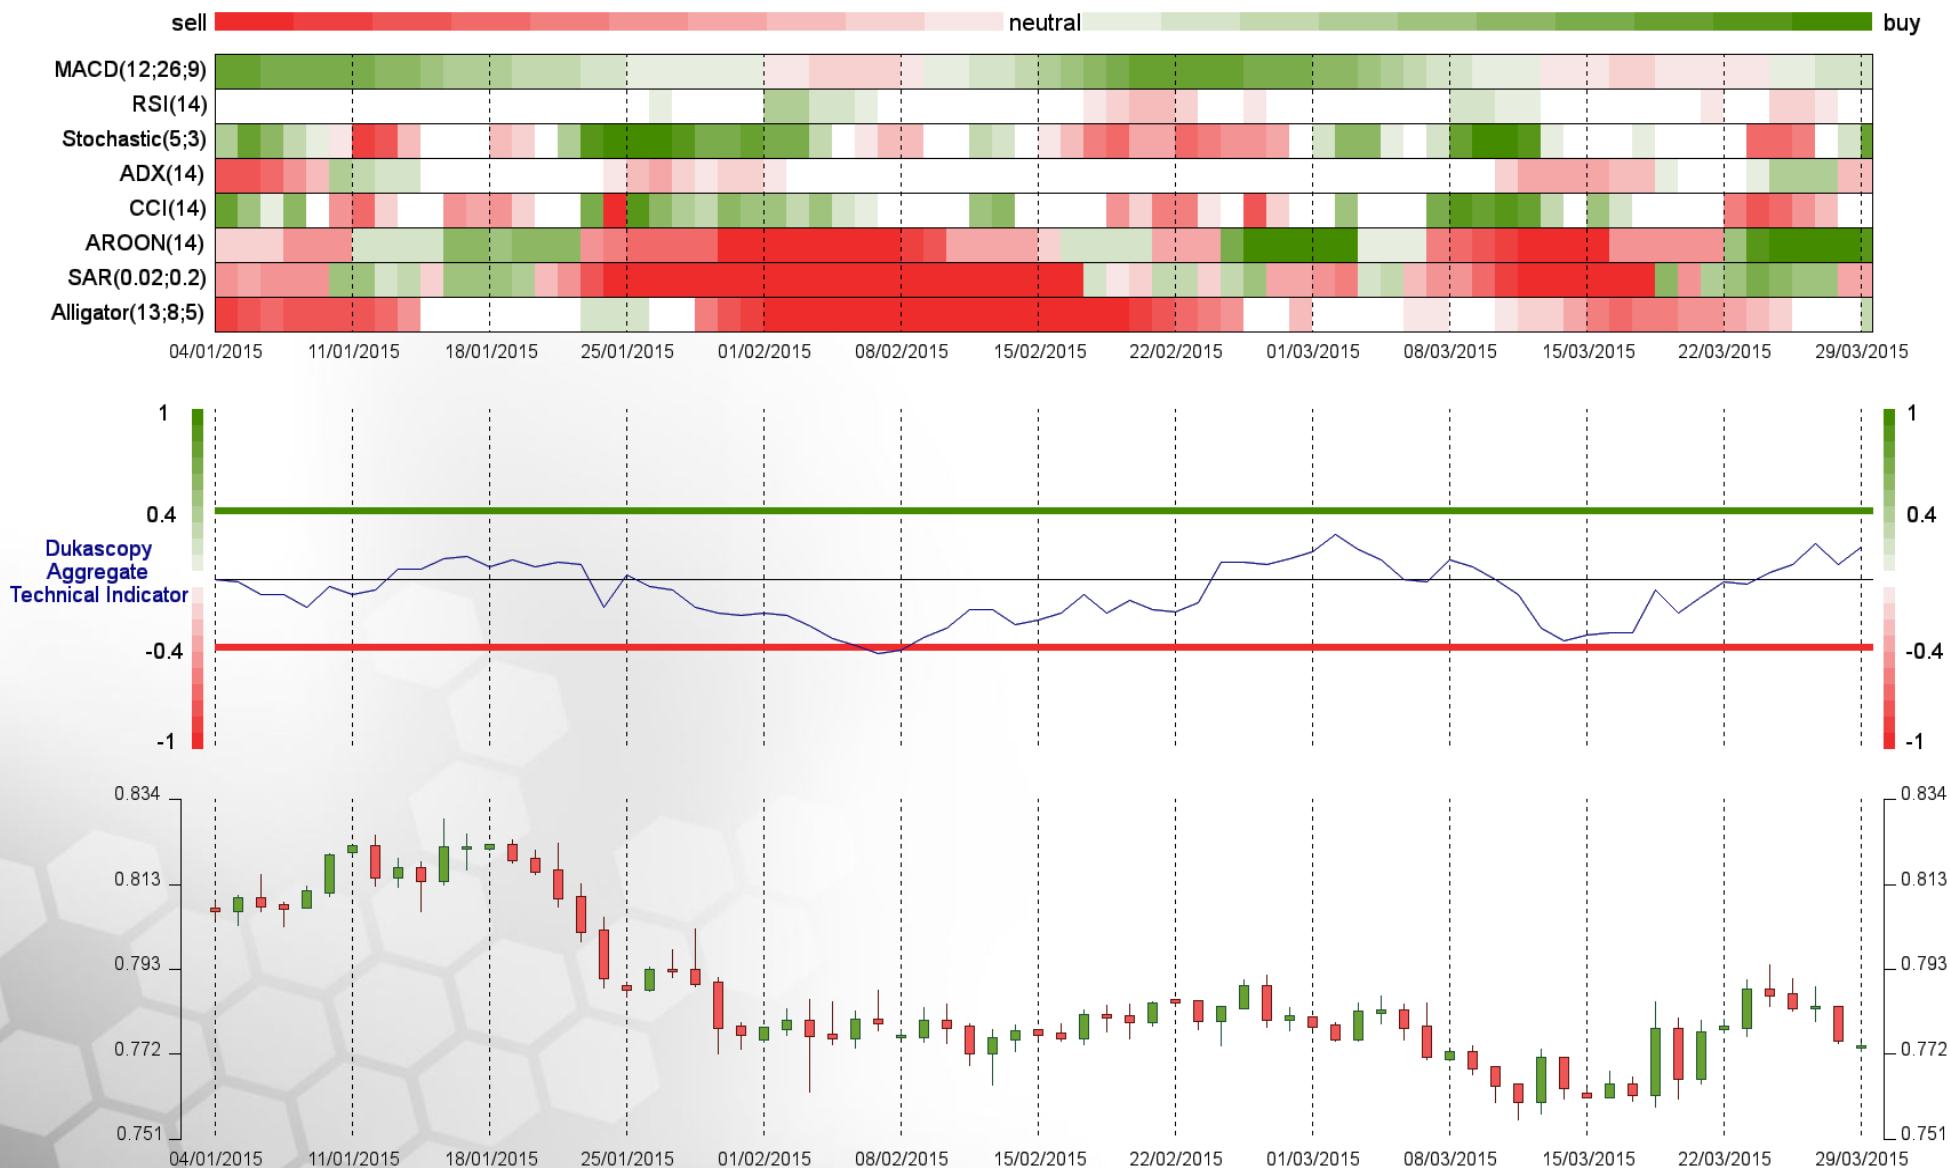 sell neutral buy
MACD(12;26;9)
RSI(14)
Stochastic(5;3)
ADX(14)
CCI(14)
AROON(14)
SAR(0.02;0.2)
Alligator(13;8;5)
04/01/2015 11/01/2015 18/01/2015 25/01/2015 01/02/2015 08/02/2015 15/02/2015 22/02/2015 01/03/2015 08/03/2015 15/03/2015 22/03/2015 29/03/2015
1 1
0.4 0.4
Dukascopy
Aggregate
Technical Indicator
-0.4 -0.4
-1 -1
0.834 0.834
0.813 0.813
0.793 0.793
0.772 0.772
0.751 0.751
04/01/2015 11/01/2015 18/01/2015 25/01/2015 01/02/2015 08/02/2015 15/02/2015 22/02/2015 01/03/2015 08/03/2015 15/03/2015 22/03/2015 29/03/2015